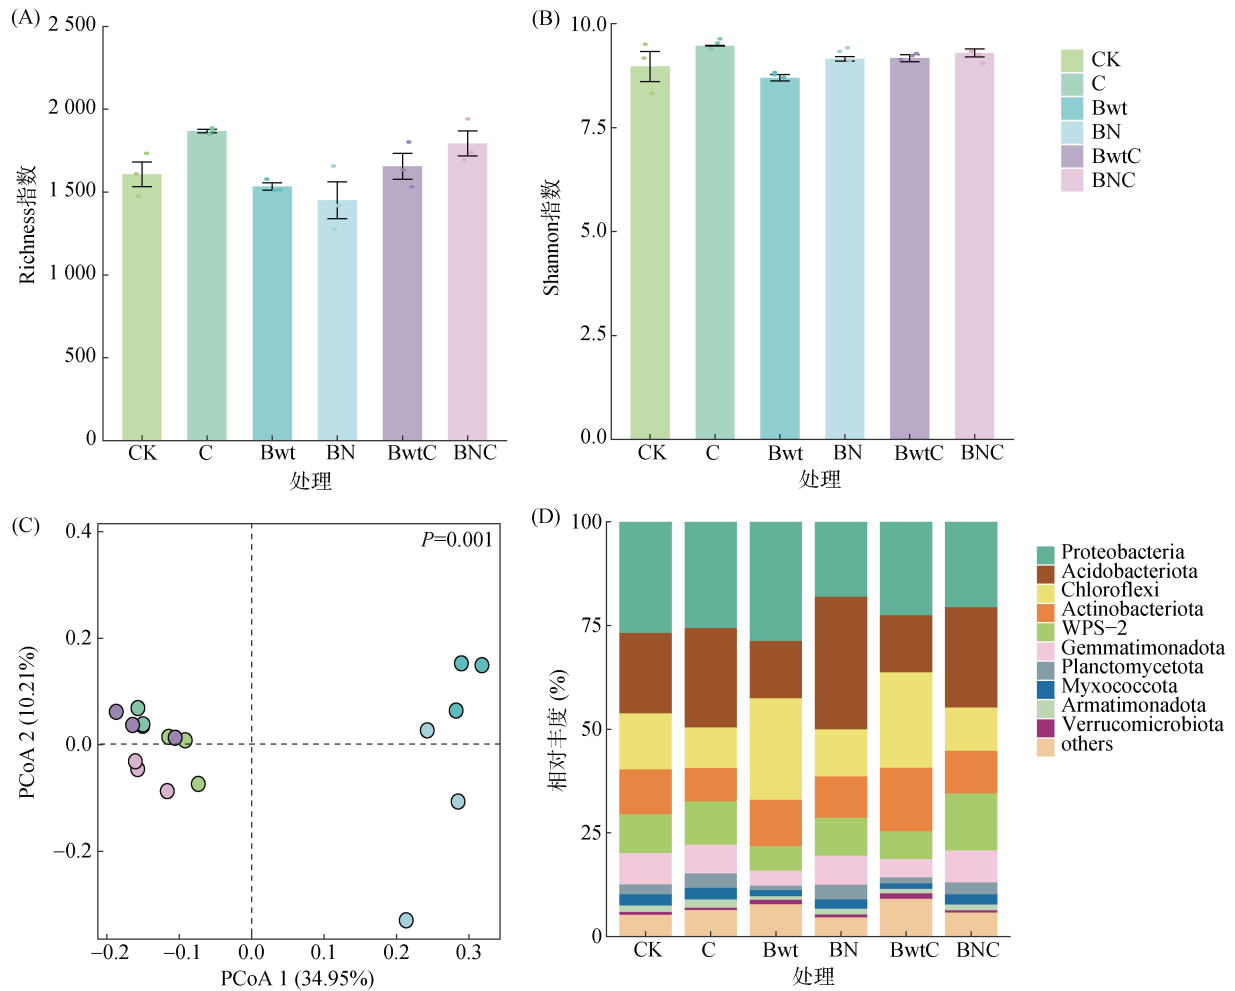 (A)
2 500
2 000
1 500
1 000
500
0
Richness指数
CK C Bwt BN BwtC BNC
处理
(B)
10.0
7.5
5.0
2.5
0.0
Shannon指数
CK C Bwt BN BwtC BNC
处理
CK
C
Bwt
BN
BwtC
BNC
(C)
P=0.001
0.4
0.2
0.0
−0.2
PCoA 2 (10.21%)
−0.2 −0.1 0.0 0.1 0.2 0.3
PCoA 1 (34.95%)
(D)
100
75
50
25
0
相对丰度 (%)
CK C Bwt BN BwtC BNC
处理
Proteobacteria
Acidobacteriota
Chloroflexi
Actinobacteriota
WPS−2
Gemmatimonadota
Planctomycetota
Myxococcota
Armatimonadota
Verrucomicrobiota
others